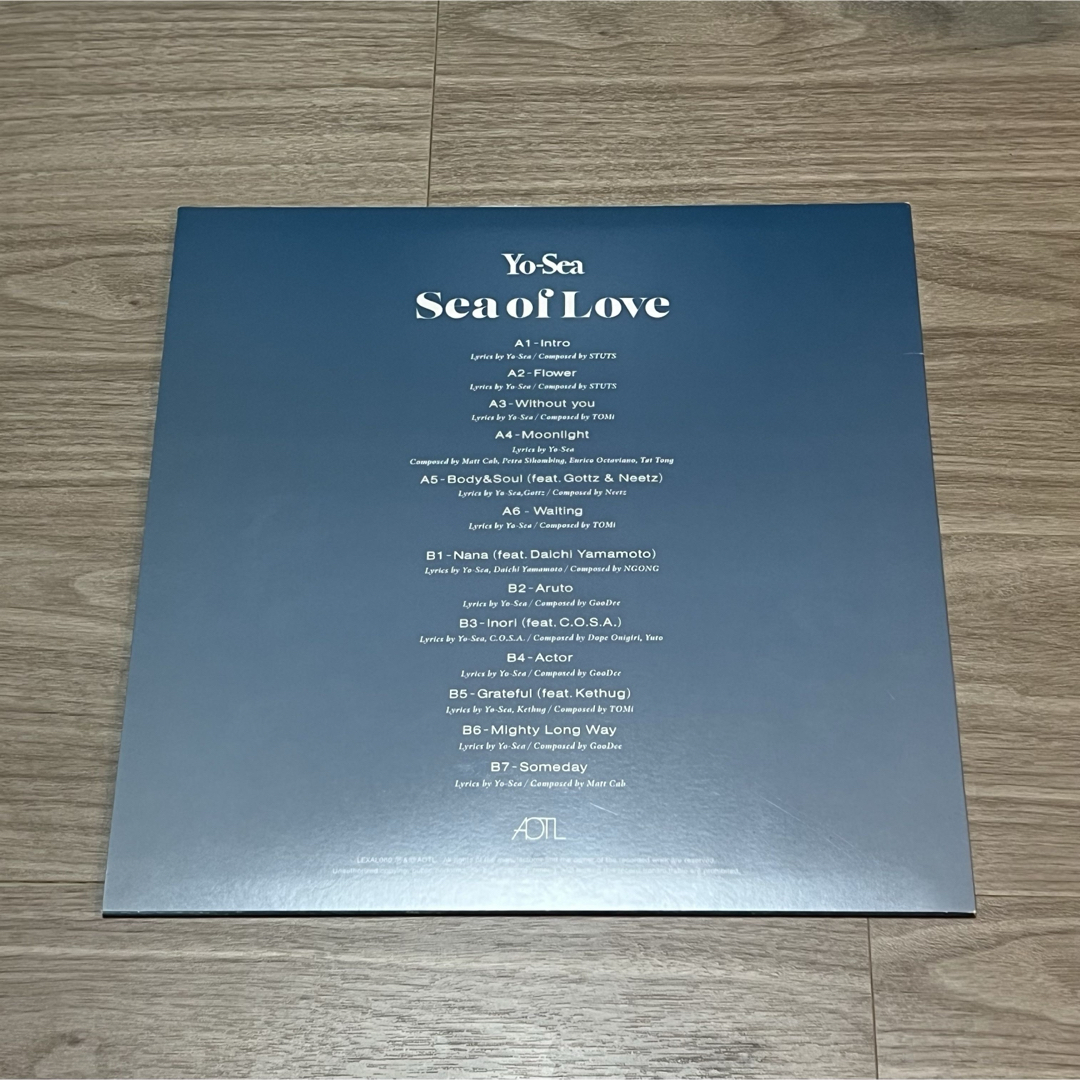 Yo-Sea
Sea of Love
A1-Intro
Lyrics by Yo-Sea / Composed by STUTS
A2-Flower
Lyrics by Yo-Sea / Composed by STUTS
A3-Without you
Lyrics by Yo-Sea / Composed by TOMi
A4-Moonlight
Lyrics by Yo-Sea
Composed by Matt Cab, Petra Sihombing, Enrico Octaviano, Tat Tong
A5-Body&Soul (feat. Gottz & Neetz)
Lyrics by Yo-Sea,Gottz / Composed by Neetz
A6 - Waiting
Lyrics by Yo-Sea / Composed by TOMi
B1-Nana (feat. Daichi Yamamoto)
Lyrics by Yo-Sea, Daichi Yamamoto / Composed by NGONG
B2-Aruto
Lyrics by Yo-Sea / Composed by GooDee
B3-Inori (feat. C.O.S.A.)
Lyrics by Yo-Sea, C.O.S.A. / Composed by Dope Onigiri, Yuto
B4-Actor
Lyrics by Yo-Sea / Composed by GooDee
B5-Grateful (feat. Kethug)
Lyrics by Yo-Sea, Kethug / Composed by TOMi
B6-Mighty Long Way
Lyrics by Yo-Sea / Composed by GooDee
B7-Someday
Lyrics by Yo-Sea / Composed by Matt Cab
AOTL